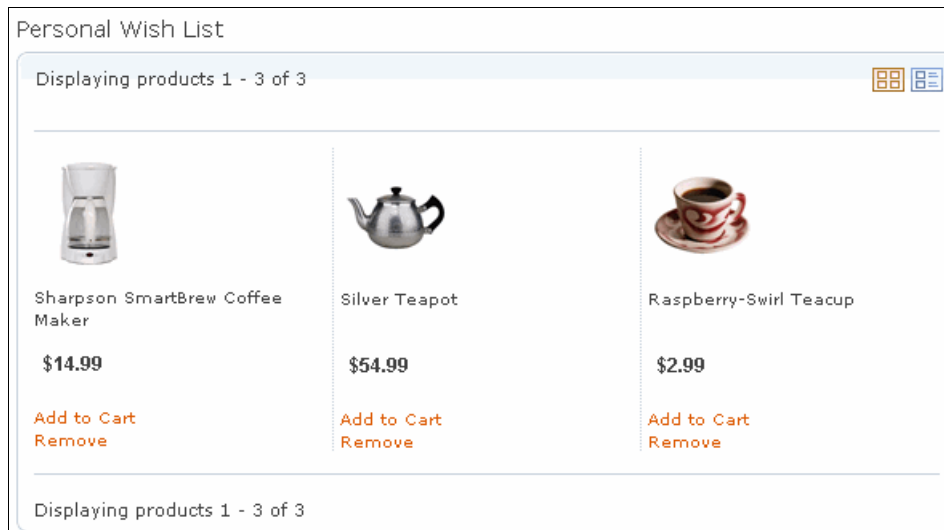 Personal Wish List
Displaying products 1 - 3 of 3
Sharpson SmartBrew Coffee
Maker
$14.99
Add to Cart
Remove
Silver Teapot
$54.99
Add to Cart
Remove
Raspberry-Swirl Teacup
$2.99
Add to Cart
Remove
Displaying products 1 - 3 of 3